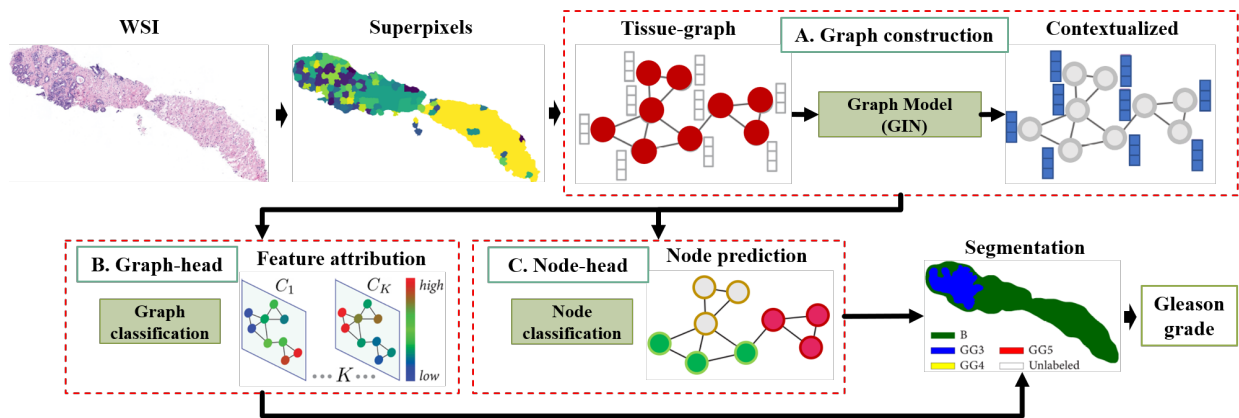 WSI
Superpixels
Tissue-graph
A. Graph construction
Contextualized
Graph Model
(GIN)
B. Graph-head
Feature attribution
Graph
classification
C1
CK
high
low
••• K •••
C. Node-head
Node prediction
Node
classification
Segmentation
B
GG3
GG5
GG4
Unlabeled
Gleason
grade